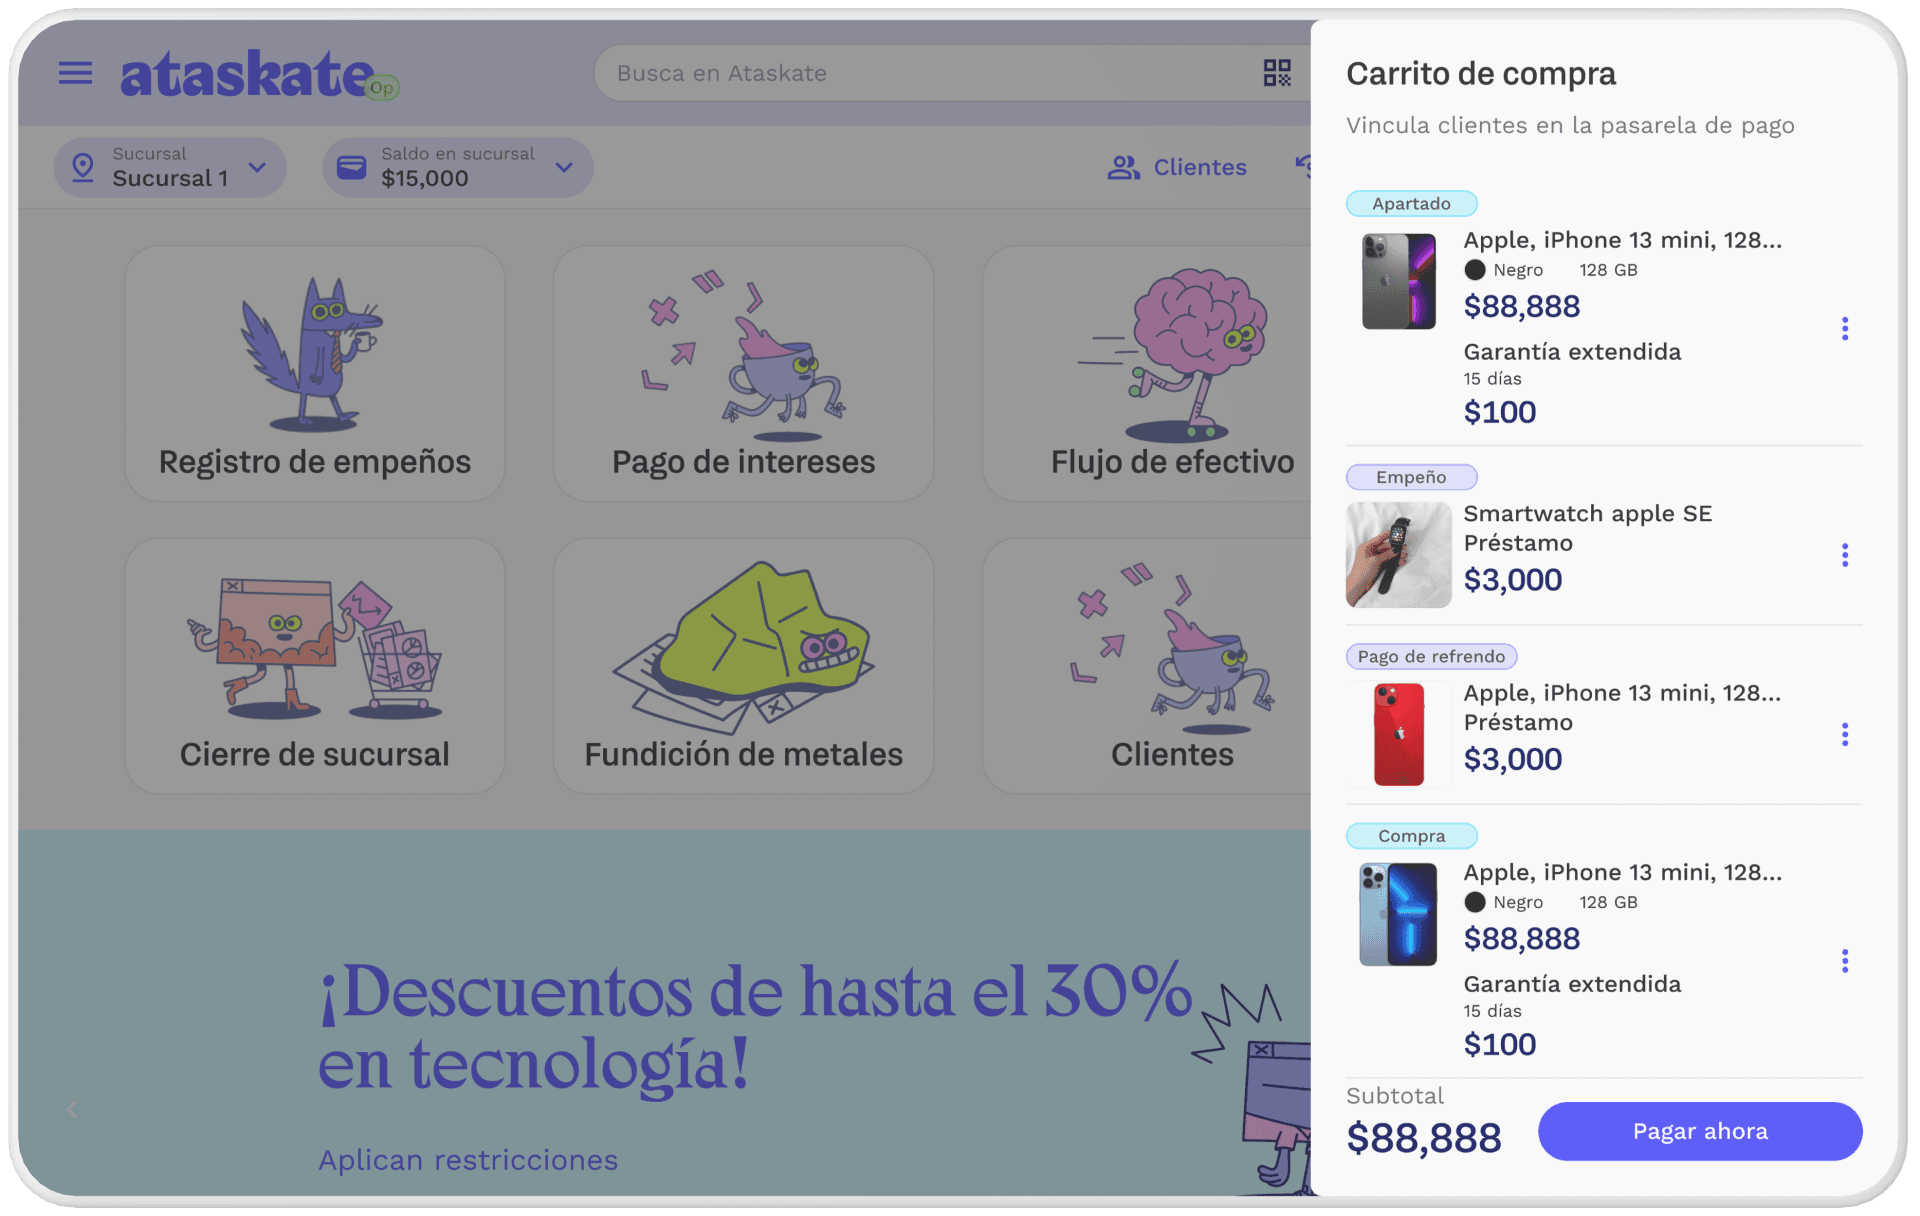 ataskate
Op
Busca en Ataskate
Sucursal
Sucursal 1
Saldo en sucursal
$15,000
Clientes
Registro de empeños
Pago de intereses
Flujo de efectivo
Cierre de sucursal
Fundición de metales
Clientes
¡Descuentos de hasta el 30%
en tecnología!
Aplican restricciones
Carrito de compra
Vincula clientes en la pasarela de pago
Apartado
Apple, iPhone 13 mini, 128...
Negro 128 GB
$88,888
Garantía extendida
15 días
$100
Empeño
Smartwatch apple SE
Préstamo
$3,000
Pago de refrendo
Apple, iPhone 13 mini, 128...
Préstamo
$3,000
Compra
Apple, iPhone 13 mini, 128...
Negro 128 GB
$88,888
Garantía extendida
15 días
$100
Subtotal
$88,888
Pagar ahora